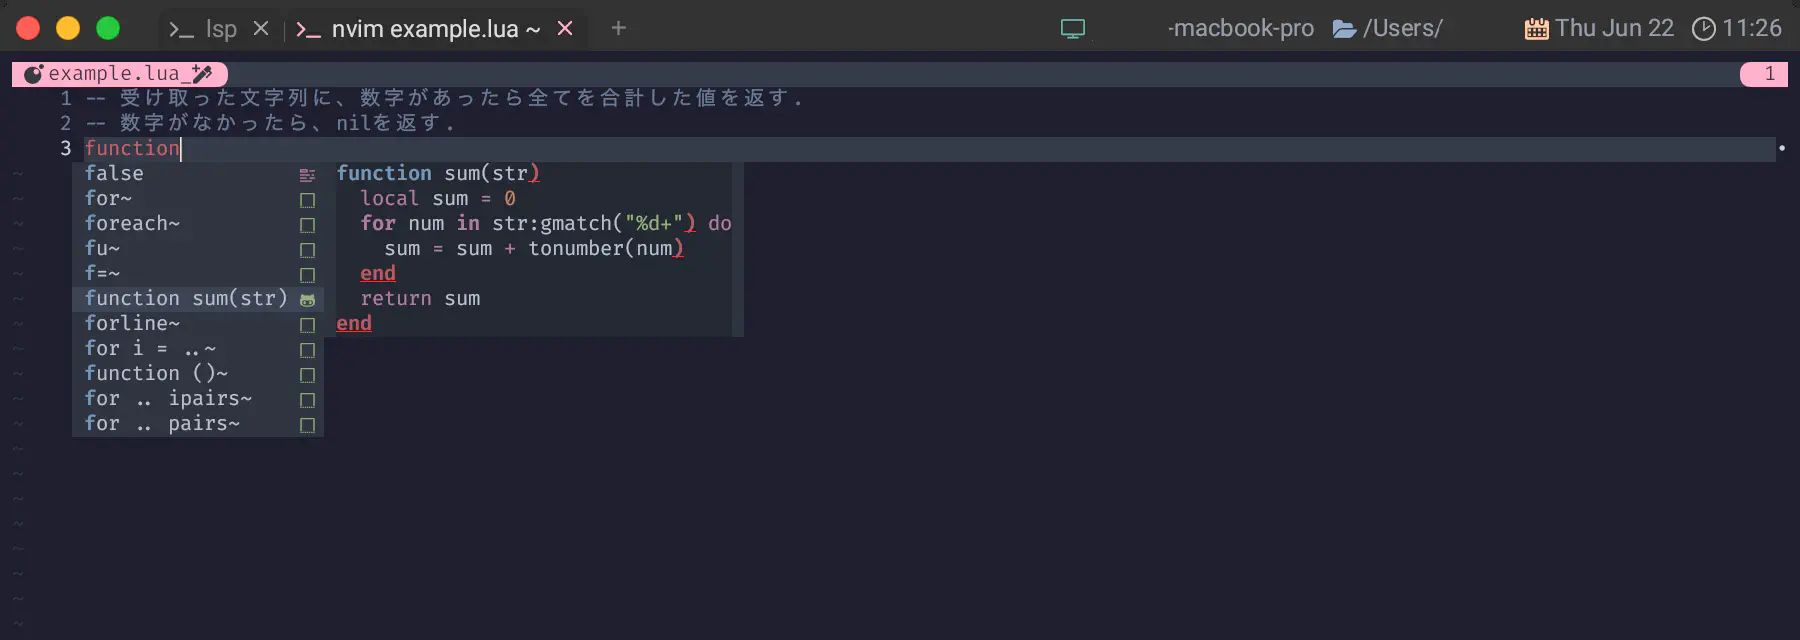 lsp nvim example.lua ~ + -macbook-pro /Users/ Thu Jun 22 11:26
example.lua_ 1
1 -- 受け取った文字列に、数字があったら全てを合計した値を返す.
2 -- 数字がなかったら、nilを返す.
3 function
false
for~
foreach~
fu~
f=~
function sum(str)
forline~
for i = ..~
function ()~
for .. ipairs~
for .. pairs~
function sum(str)
local sum = 0
for num in str:gmatch("%d+") do
sum = sum + tonumber(num)
end
return sum
end